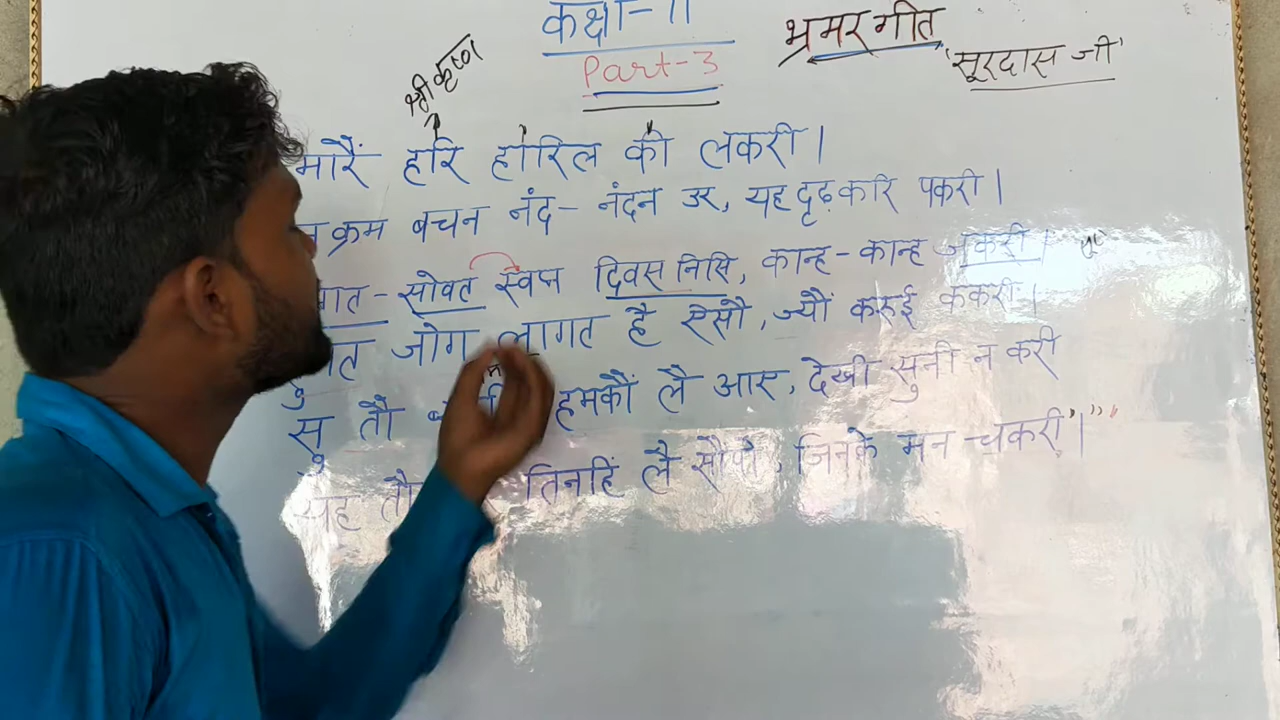 कक्षा-11
Part-3
भ्रमर गीत
'सूरदास जी'
श्री कृष्ण
मारैं हरि हारिल की लकरी।
क्रम बचन नंद-नंदन उर, यह दृढ़ करि पकरी।
सोवत स्वप्न दिवस निसि, कान्ह-कान्ह जकरी।
जोग लागत है ऐसौ, ज्यौं करुई ककरी।
सु तौ हमकौं लै आए, देखी सुनी न करी
यह तौ तिनहिं लै सौंपौ, जिनके मन-चकरी।